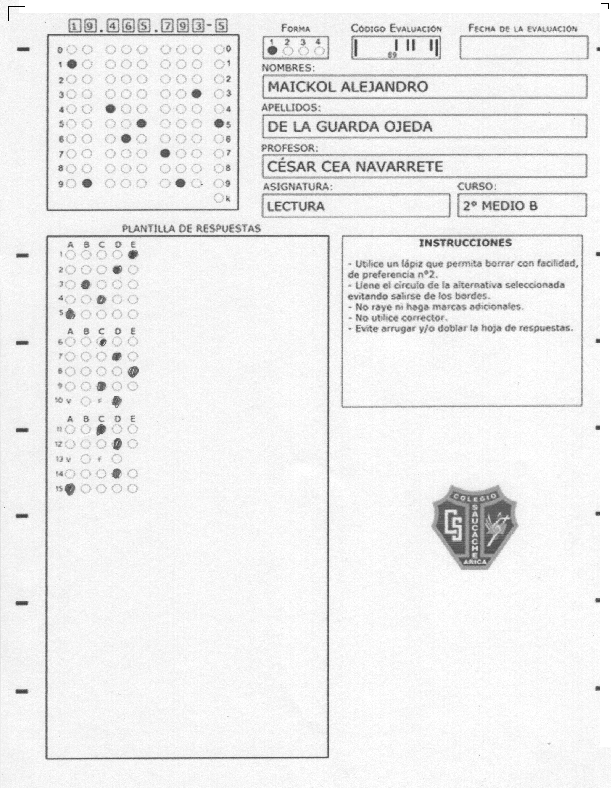 19.465.793-5
FORMA
1 2 3 4
CÓDIGO EVALUACIÓN
69
FECHA DE LA EVALUACIÓN
0 0
1 1
2 2
3 3
4 4
5 5
6 6
7 7
8 8
9 9
k
NOMBRES:
MAICKOL ALEJANDRO
APELLIDOS:
DE LA GUARDA OJEDA
PROFESOR:
CÉSAR CEA NAVARRETE
ASIGNATURA:
LECTURA
CURSO:
2º MEDIO B
PLANTILLA DE RESPUESTAS
A B C D E
1
2
3
4
5
A B C D E
6
7
8
9
10 V F
A B C D E
11
12
13 V F
14
15
INSTRUCCIONES
- Utilice un lápiz que permita borrar con facilidad,
de preferencia nº2.
- Llene el círculo de la alternativa seleccionada
evitando salirse de los bordes.
- No raye ni haga marcas adicionales.
- No utilice corrector.
- Evite arrugar y/o doblar la hoja de respuestas.
COLEGIO
CS
SAUCACHE
ARICA